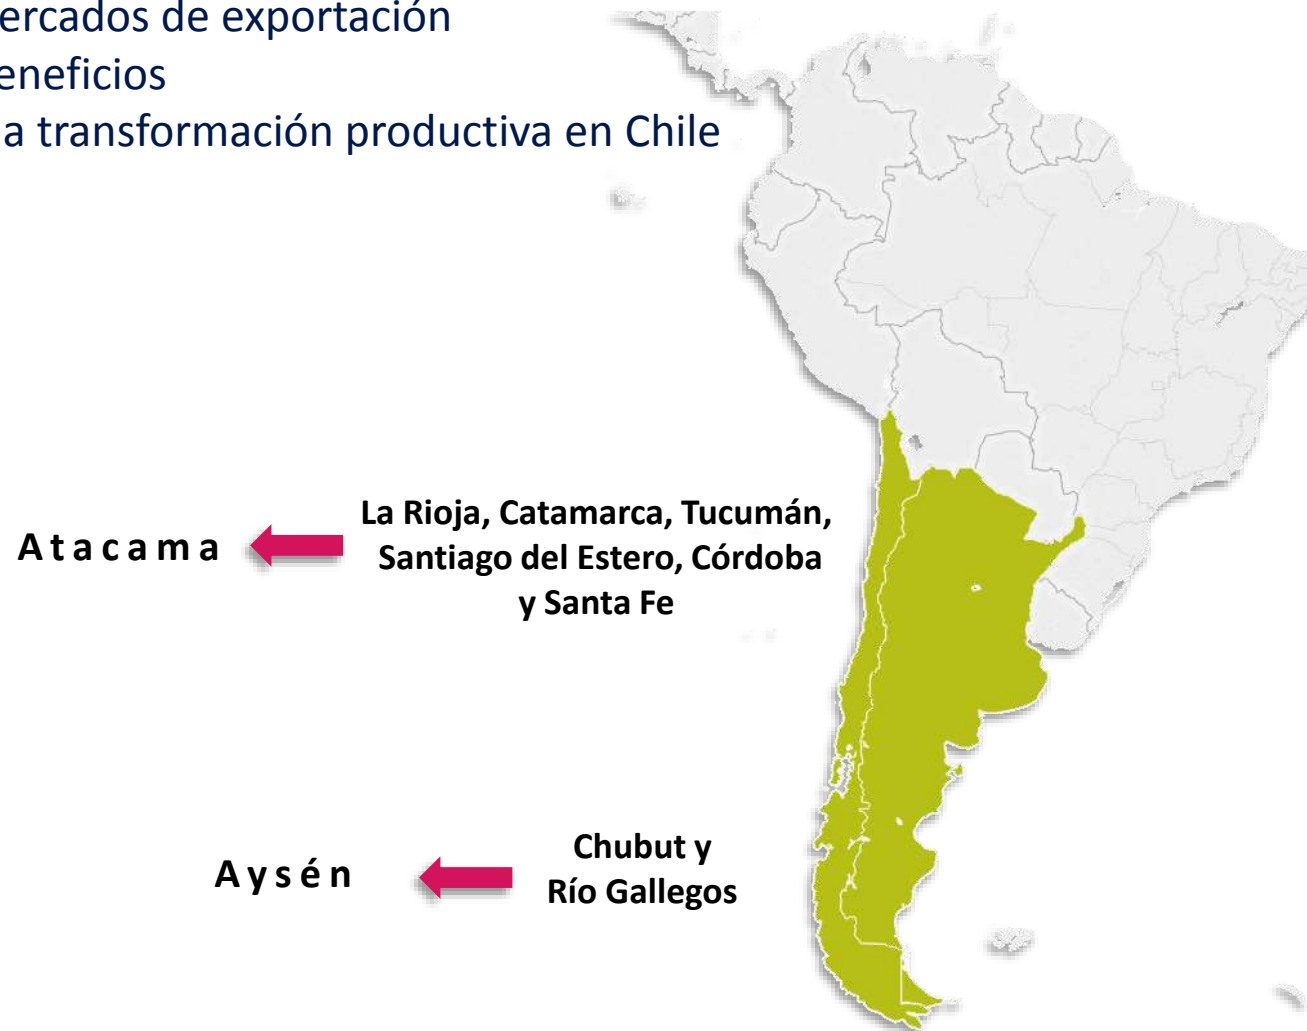 ercados de exportación
eneficios
a transformación productiva en Chile
La Rioja, Catamarca, Tucumán,
Atacama
Santiago del Estero, Córdoba
y Santa Fe
Chubut y
Aysén
Río Gallegos